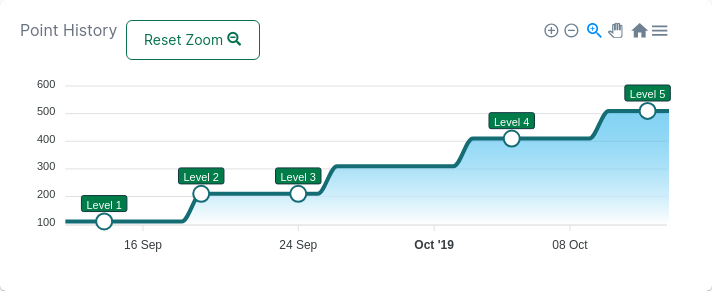 Point History
Reset Zoom
600
500
400
300
200
100
Level 1
Level 2
Level 3
Level 4
Level 5
16 Sep
24 Sep
Oct '19
08 Oct